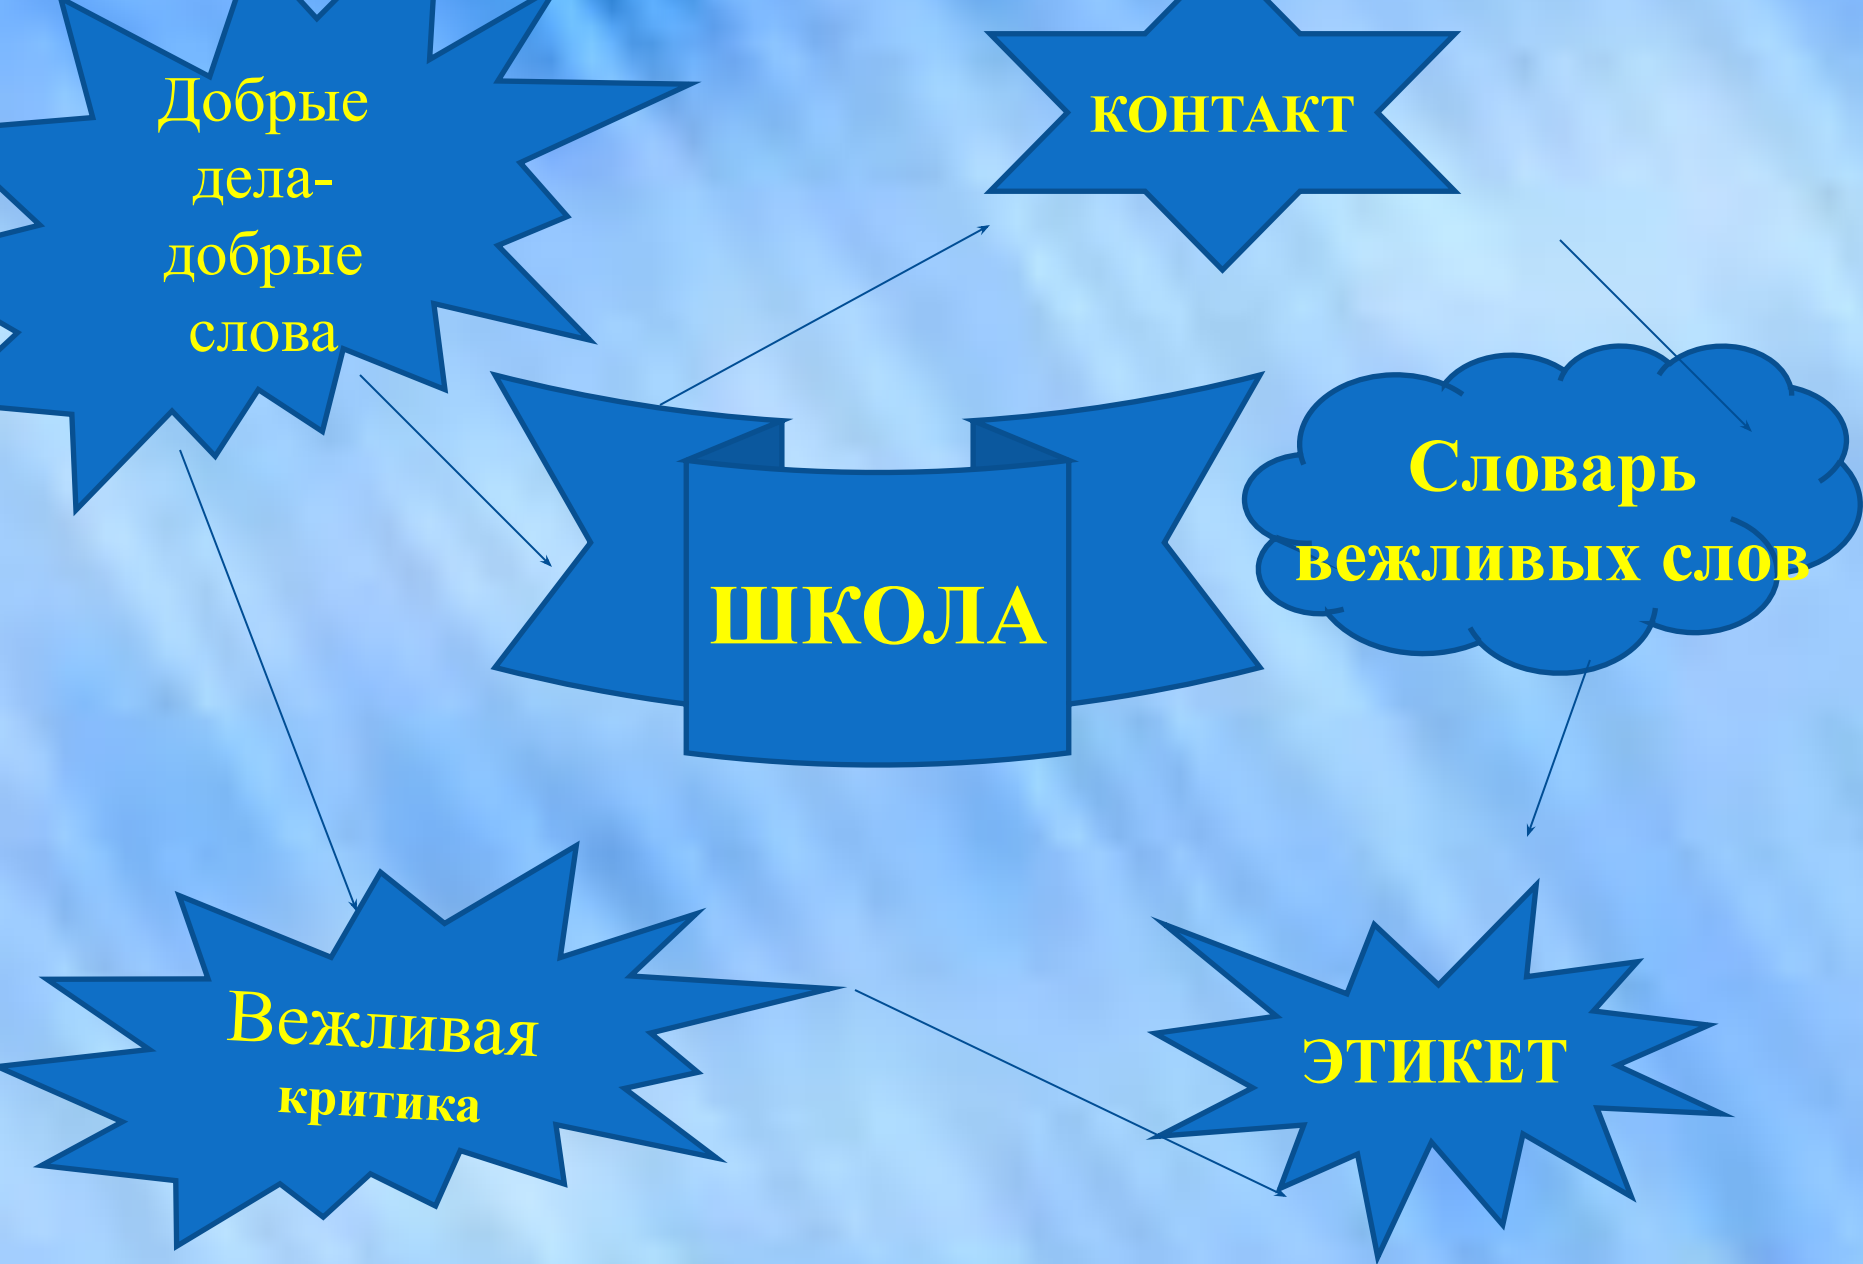 Добрые
дела-
добрые
слова
КОНТАКТ
Словарь
вежливых слов
ШКОЛА
Вежливая
критика
ЭТИКЕТ